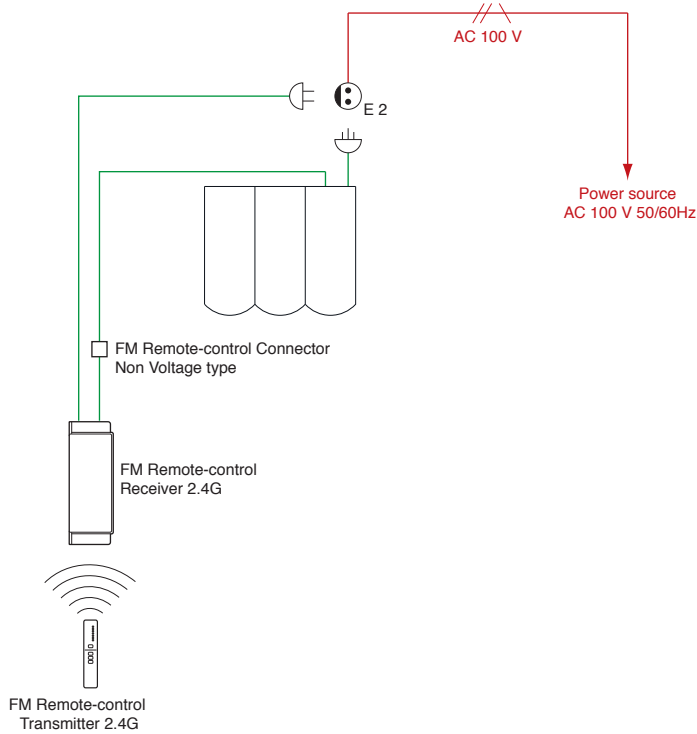 AC 100 V
E 2
Power source
AC 100 V 50/60Hz
FM Remote-control Connector
Non Voltage type
FM Remote-control
Receiver 2.4G
FM Remote-control
Transmitter 2.4G